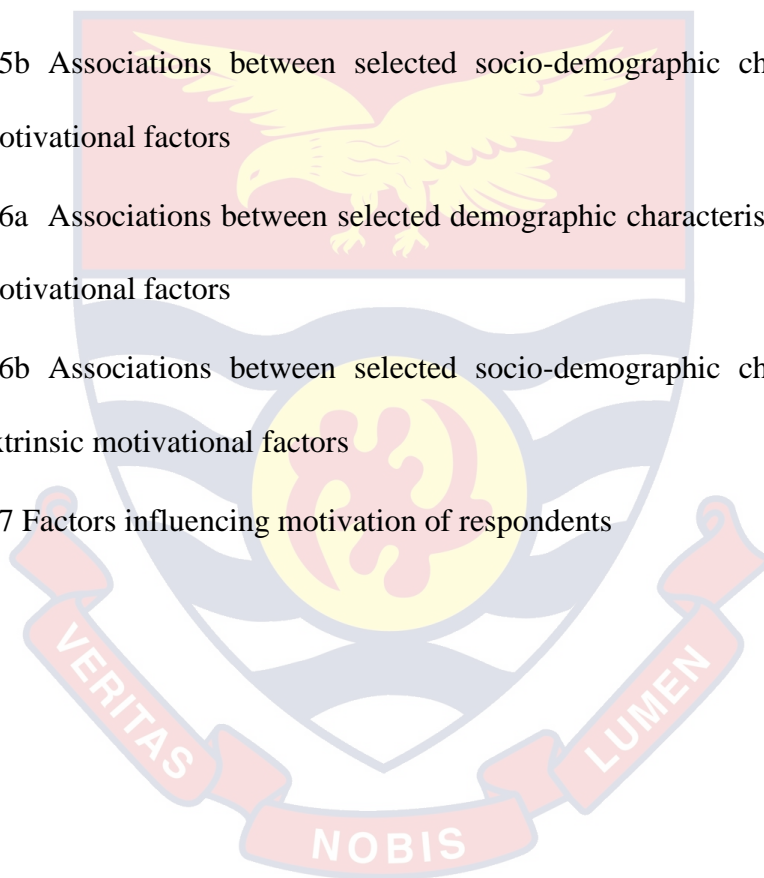 5b Associations between selected socio-demographic ch
otivational factors
6a Associations between selected demographic characteris
otivational factors
6b Associations between selected socio-demographic ch
xtrinsic motivational factors
7 Factors influencing motivation of respondents
VERITAS
NOBIS
LUMEN